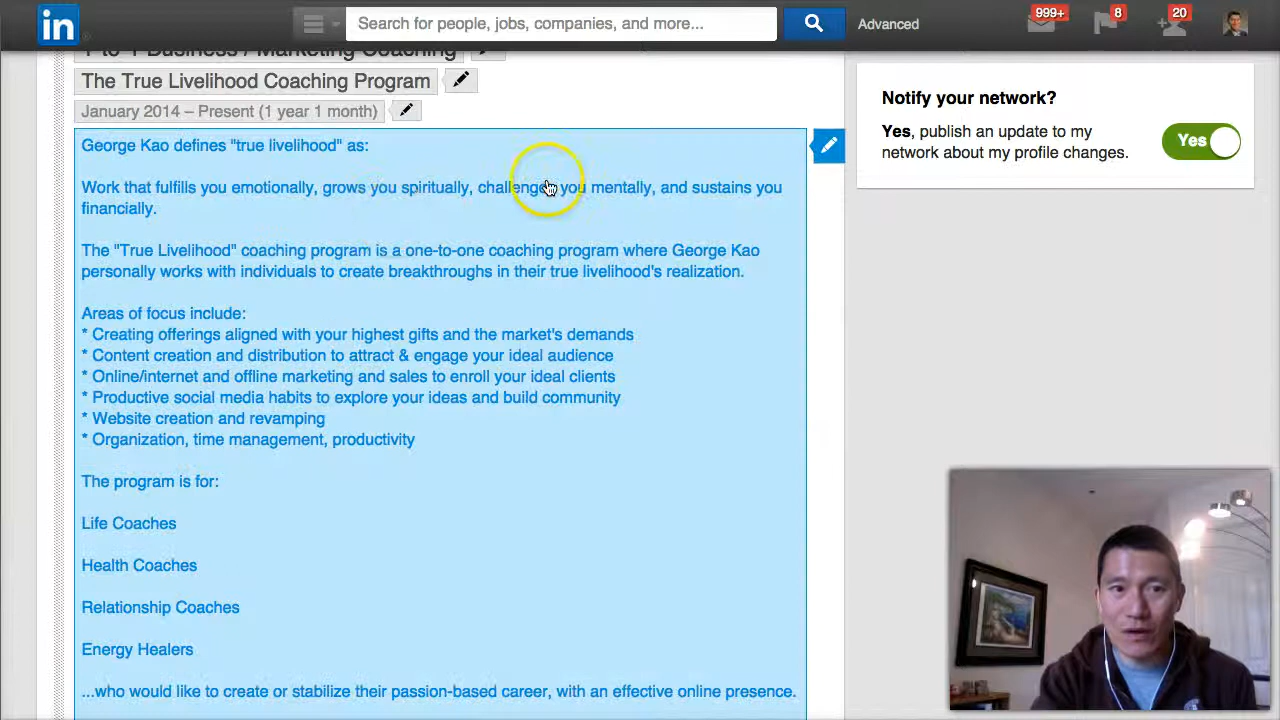 in
Search for people, jobs, companies, and more...
Advanced
999+
8
20
1 to 1 Business / Marketing Coaching
The True Livelihood Coaching Program
January 2014 – Present (1 year 1 month)
George Kao defines "true livelihood" as:
Work that fulfills you emotionally, grows you spiritually, challenges you mentally, and sustains you
financially.
The "True Livelihood" coaching program is a one-to-one coaching program where George Kao
personally works with individuals to create breakthroughs in their true livelihood's realization.
Areas of focus include:
* Creating offerings aligned with your highest gifts and the market's demands
* Content creation and distribution to attract & engage your ideal audience
* Online/internet and offline marketing and sales to enroll your ideal clients
* Productive social media habits to explore your ideas and build community
* Website creation and revamping
* Organization, time management, productivity
The program is for:
Life Coaches
Health Coaches
Relationship Coaches
Energy Healers
...who would like to create or stabilize their passion-based career, with an effective online presence.
Notify your network?
Yes, publish an update to my
network about my profile changes.
Yes